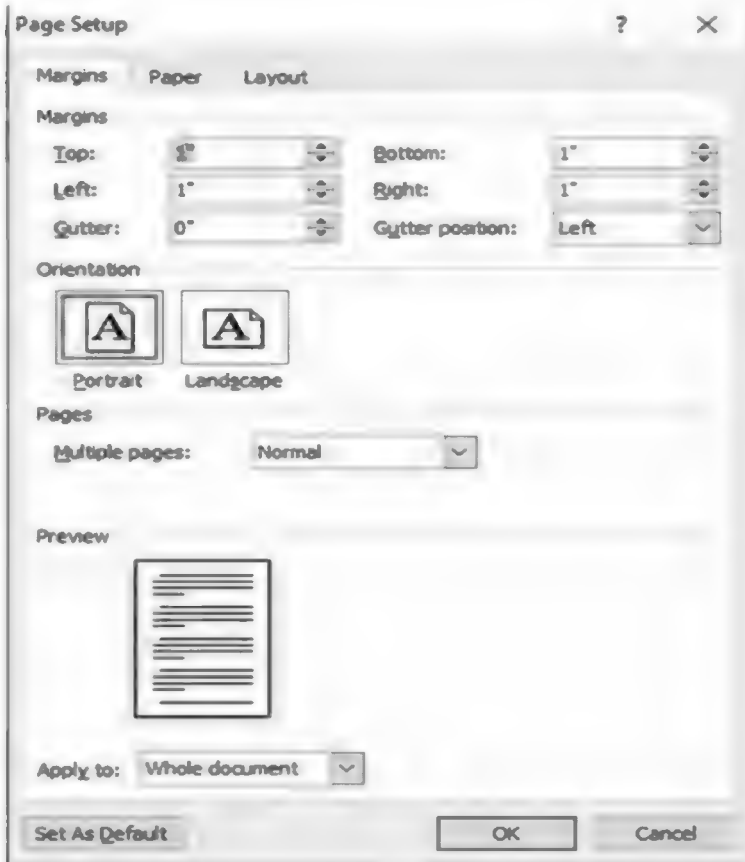 Page Setup ? ×
Margins Paper Layout
Margins
Top: 1" Bottom: 1"
Left: 1" Right: 1"
Gutter: 0" Gutter position: Left
Orientation
A A
Portrait Landscape
Pages
Multiple pages: Normal
Preview
Apply to: Whole document
Set As Default OK Cancel